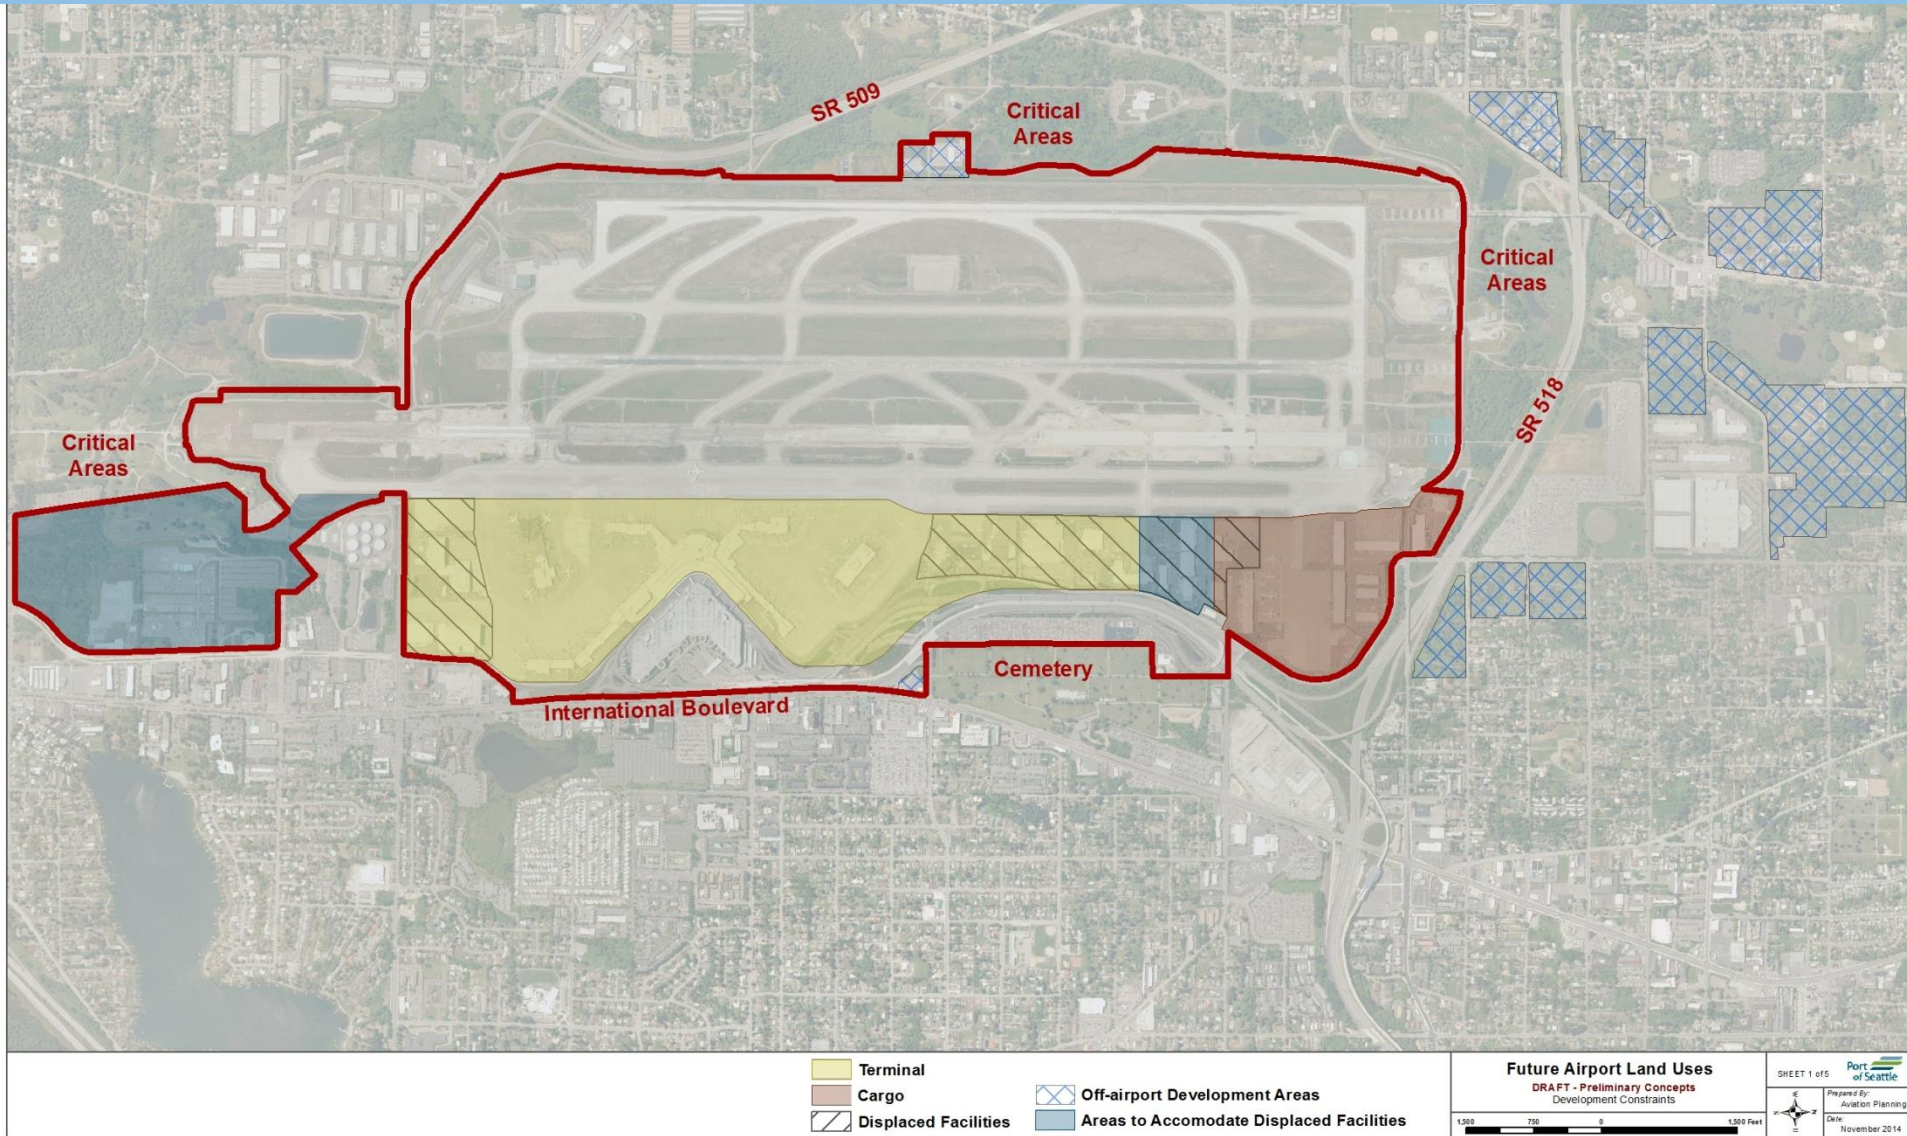 SR 509
Critical
Areas
Critical
Areas
SR 518
Critical
Areas
Cemetery
International Boulevard
Terminal
Cargo
Displaced Facilities
Off-airport Development Areas
Areas to Accomodate Displaced Facilities
Future Airport Land Uses
DRAFT - Preliminary Concepts
Development Constraints
1,500 750 0 1,500 Feet
SHEET 1 of 5
Port
of Seattle
Prepared By:
Aviation Planning
Date:
November 2014